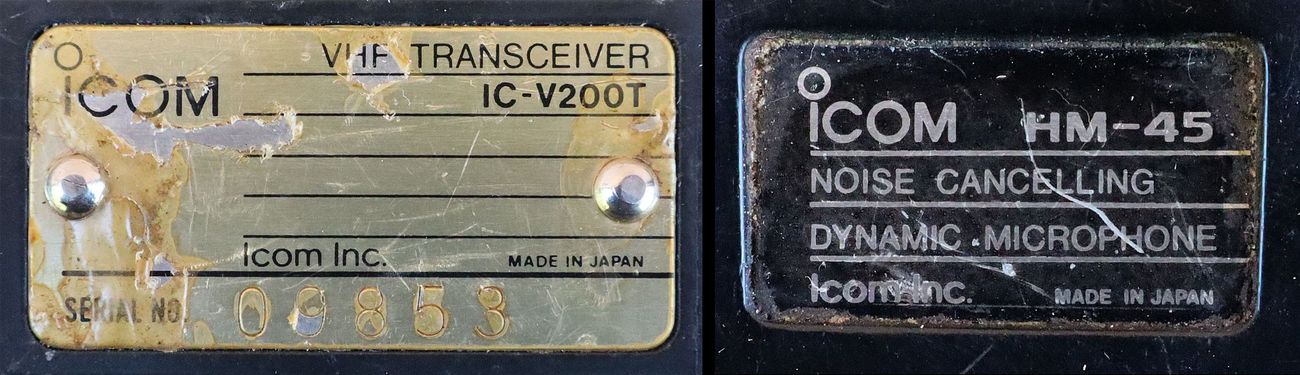 ICOM
VHF TRANSCEIVER
IC-V200T
Icom Inc.
MADE IN JAPAN
SERIAL NO.
ICOM HM-45
NOISE CANCELLING
DYNAMIC MICROPHONE
Icom Inc.
MADE IN JAPAN